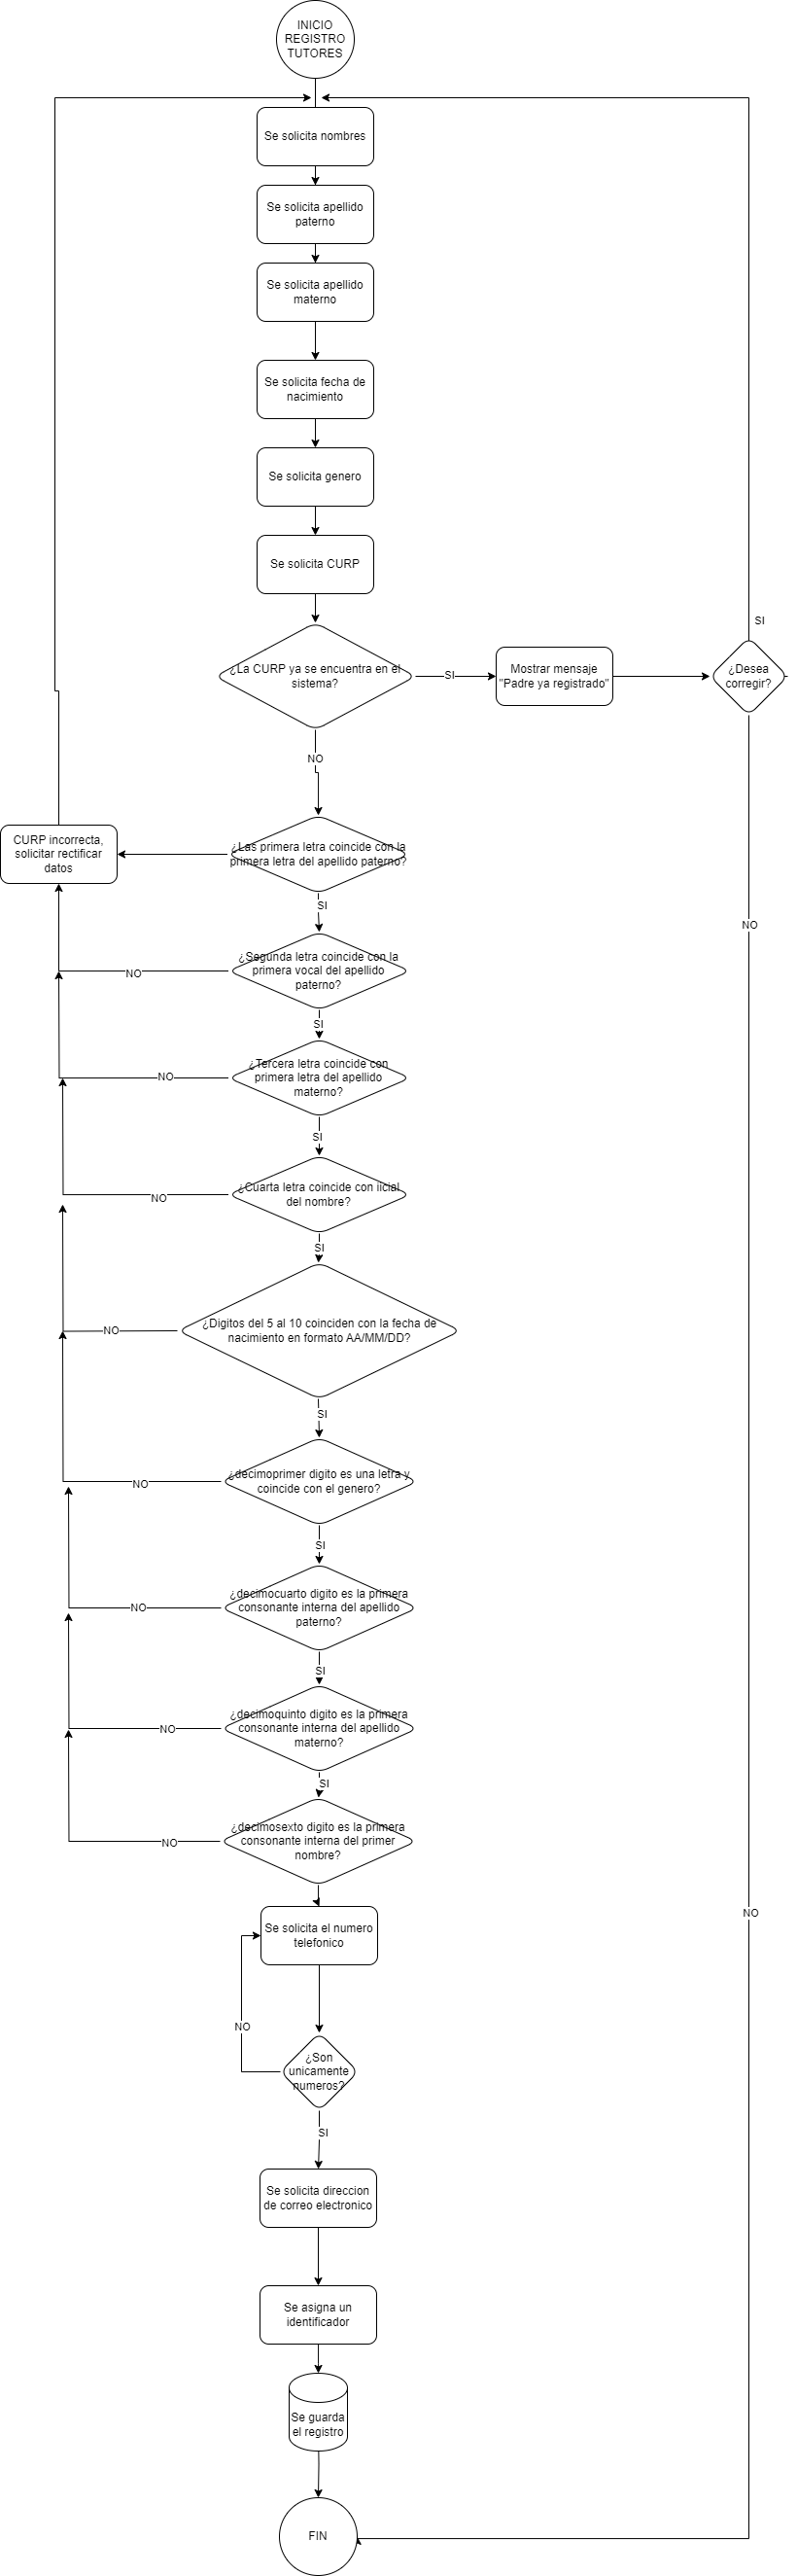 INICIO
REGISTRO
TUTORES
Se solicita nombres
Se solicita apellido
paterno
Se solicita apellido
materno
Se solicita fecha de
nacimiento
Se solicita genero
Se solicita CURP
SI
¿La CURP ya se encuentra en el
sistema?
SI
Mostrar mensaje
"Padre ya registrado"
¿Desea
corregir?
NO
CURP incorrecta,
solicitar rectificar
datos
¿Las primera letra coincide con la
primera letra del apellido paterno?
SI
NO
¿Segunda letra coincide con la
primera vocal del apellido
paterno?
NO
SI
¿Tercera letra coincide con
primera letra del apellido
materno?
NO
SI
¿Cuarta letra coincide con iicial
del nombre?
NO
SI
¿Digitos del 5 al 10 coinciden con la fecha de
nacimiento en formato AA/MM/DD?
NO
SI
¿decimoprimer digito es una letra y
coincide con el genero?
NO
SI
¿decimocuarto digito es la primera
consonante interna del apellido
paterno?
NO
SI
¿decimoquinto digito es la primera
consonante interna del apellido
materno?
NO
SI
¿decimosexto digito es la primera
consonante interna del primer
nombre?
NO
NO
Se solicita el numero
telefonico
NO
¿Son
unicamente
numeros?
SI
Se solicita direccion
de correo electronico
Se asigna un
identificador
Se guarda
el registro
FIN